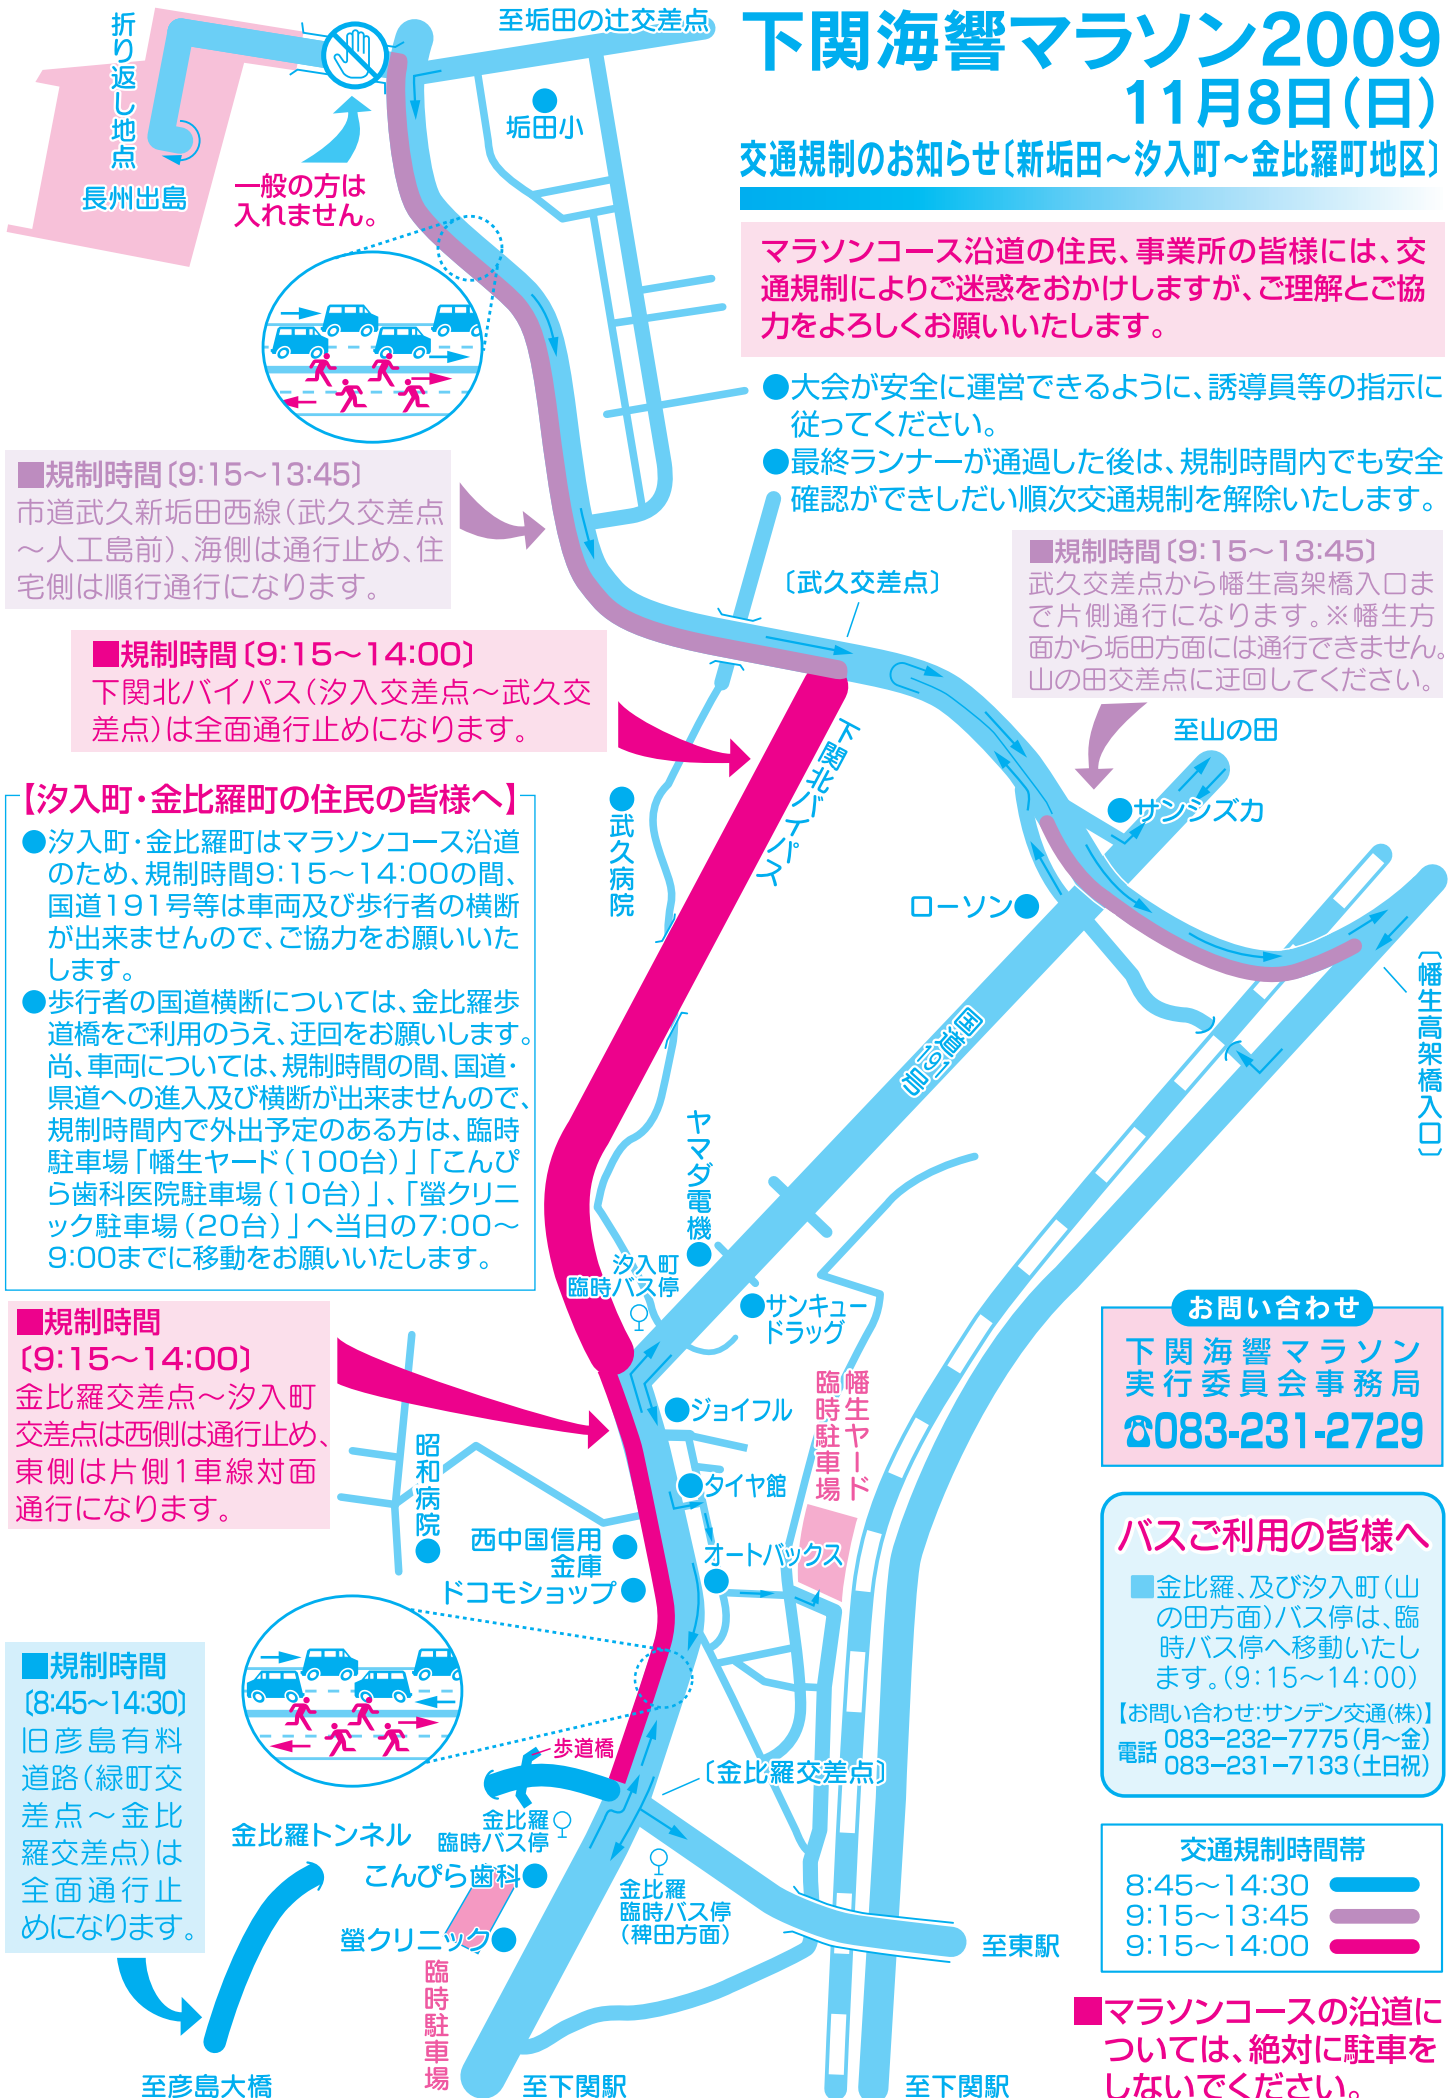 下関海響マラソン2009
11月8日(日)
交通規制のお知らせ〔新垢田～汐入町～金比羅町地区〕
マラソンコース沿道の住民、事業所の皆様には、交
通規制によりご迷惑をおかけしますが、ご理解とご協
力をよろしくお願いいたします。
●大会が安全に運営できるように、誘導員等の指示に
従ってください。
●最終ランナーが通過した後は、規制時間内でも安全
確認ができしだい順次交通規制を解除いたします。
至垢田の辻交差点
折り返し地点
長州出島
垢田小
一般の方は
入れません。
■規制時間〔9:15～13:45〕
市道武久新垢田西線(武久交差点
～人工島前)、海側は通行止め、住
宅側は順行通行になります。
■規制時間〔9:15～13:45〕
武久交差点から幡生高架橋入口ま
で片側通行になります。※幡生方
面から垢田方面には通行できません。
山の田交差点に迂回してください。
〔武久交差点〕
■規制時間〔9:15～14:00〕
下関北バイパス(汐入交差点～武久交
差点)は全面通行止めになります。
下関北バイパス
至山の田
サンシズカ
武久病院
ローソン
国道191号
〔幡生高架橋入口〕
【汐入町・金比羅町の住民の皆様へ】
●汐入町・金比羅町はマラソンコース沿道
のため、規制時間9:15～14:00の間、
国道191号等は車両及び歩行者の横断
が出来ませんので、ご協力をお願いいた
します。
●歩行者の国道横断については、金比羅歩
道橋をご利用のうえ、迂回をお願いします。
尚、車両については、規制時間の間、国道・
県道への進入及び横断が出来ませんので、
規制時間内で外出予定のある方は、臨時
駐車場「幡生ヤード(100台)」「こんぴ
ら歯科医院駐車場(10台)」、「螢クリニ
ック駐車場(20台)」へ当日の7:00～
9:00までに移動をお願いいたします。
ヤマダ電機
汐入町
臨時バス停
サンキュー
ドラッグ
■規制時間
〔9:15～14:00〕
金比羅交差点～汐入町
交差点は西側は通行止め、
東側は片側1車線対面
通行になります。
ジョイフル
幡生ヤード
臨時駐車場
昭和病院
タイヤ館
西中国信用
金庫
オートバックス
ドコモショップ
お問い合わせ
下関海響マラソン
実行委員会事務局
☎083-231-2729
バスご利用の皆様へ
■金比羅、及び汐入町(山
の田方面)バス停は、臨
時バス停へ移動いたし
ます。(9:15～14:00)
【お問い合わせ:サンデン交通(株)】
電話 083−232−7775(月～金)
083−231−7133(土日祝)
■規制時間
〔8:45～14:30〕
旧彦島有料
道路(緑町交
差点～金比
羅交差点)は
全面通行止
めになります。
歩道橋
〔金比羅交差点〕
金比羅
臨時バス停
金比羅トンネル
こんぴら歯科
金比羅
臨時バス停
(稗田方面)
螢クリニック
臨時駐車場
至東駅
交通規制時間帯
8:45～14:30
9:15～13:45
9:15～14:00
■マラソンコースの沿道に
ついては、絶対に駐車を
しないでください。
至彦島大橋
至下関駅
至下関駅